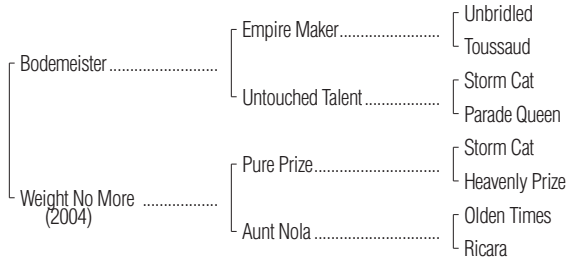 Unbridled
Empire Maker
Toussaud
Bodemeister
Storm Cat
Untouched Talent
Parade Queen
Storm Cat
Pure Prize
Heavenly Prize
Weight No More
(2004)
Olden Times
Aunt Nola
Ricara